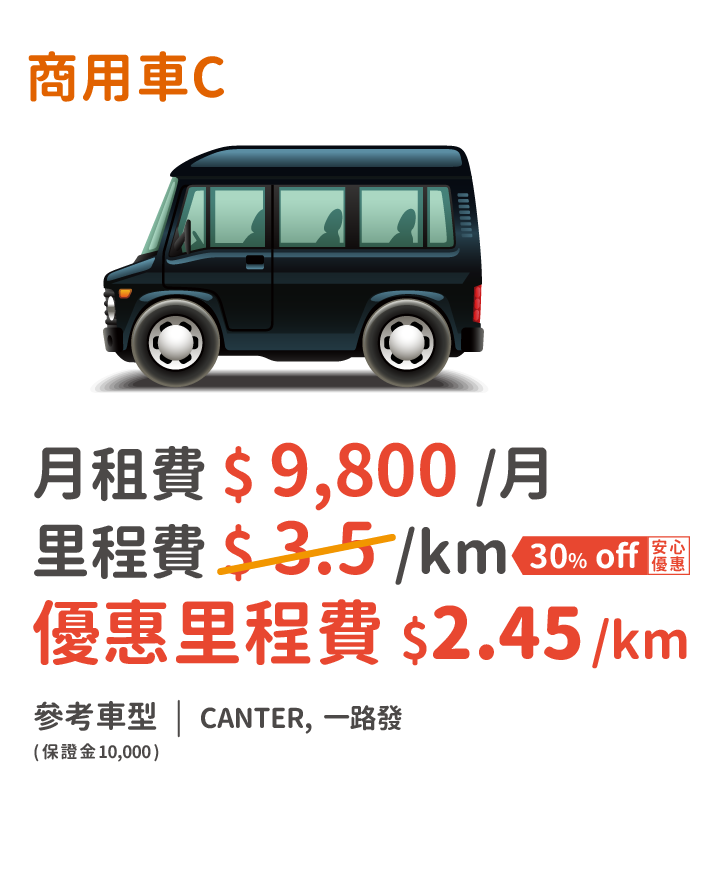 商用車C
月租費 $ 9,800 /月
里程費 $ 3.5 /km 30% off 安心優惠
優惠里程費 $2.45 /km
參考車型 | CANTER, 一路發
(保證金10,000)